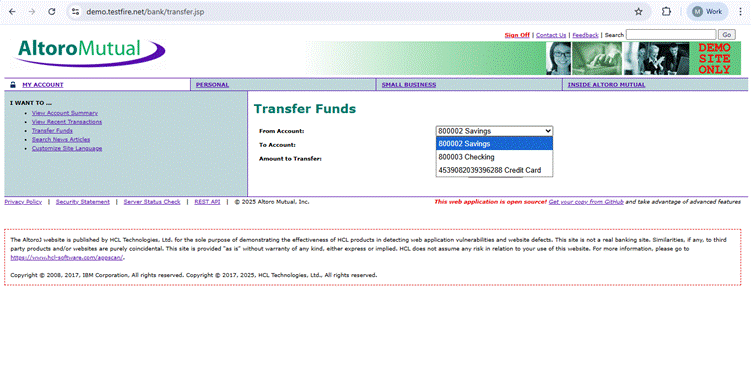 demo.testfire.net/bank/transfer.jsp
M Work
Sign Off | Contact Us | Feedback | Search Go
AltoroMutual
DEMO
SITE
ONLY
MY ACCOUNT PERSONAL SMALL BUSINESS INSIDE ALTORO MUTUAL
I WANT TO ...
View Account Summary
View Recent Transactions
Transfer Funds
Search News Articles
Customize Site Language
Transfer Funds
From Account: 800002 Savings
To Account:
Amount to Transfer:
800002 Savings
800003 Checking
4539082039396288 Credit Card
Privacy Policy | Security Statement | Server Status Check | REST API | © 2025 Altoro Mutual, Inc.
This web application is open source! Get your copy from GitHub and take advantage of advanced features
The AltoroJ website is published by HCL Technologies, Ltd. for the sole purpose of demonstrating the effectiveness of HCL products in detecting web application vulnerabilities and website defects. This site is not a real banking site. Similarities, if any, to third
party products and/or websites are purely coincidental. This site is provided "as is" without warranty of any kind, either express or implied. HCL does not assume any risk in relation to your use of this website. For more information, please go to
https://www.hcl-software.com/appscan/.
Copyright © 2008, 2017, IBM Corporation, All rights reserved. Copyright © 2017, 2025, HCL Technologies, Ltd., All rights reserved.